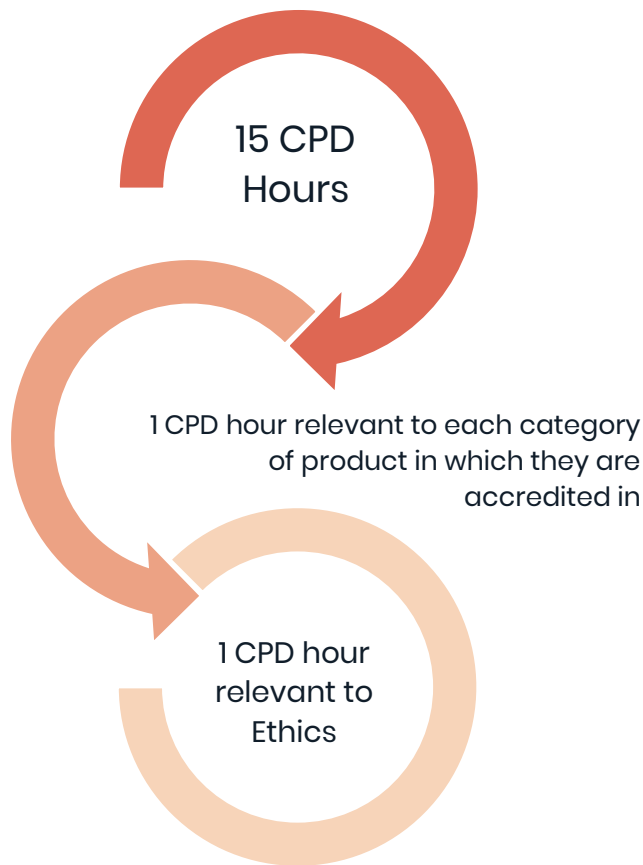 15 CPD
Hours
1 CPD hour relevant to each category
of product in which they are
accredited in
1 CPD hour
relevant to
Ethics